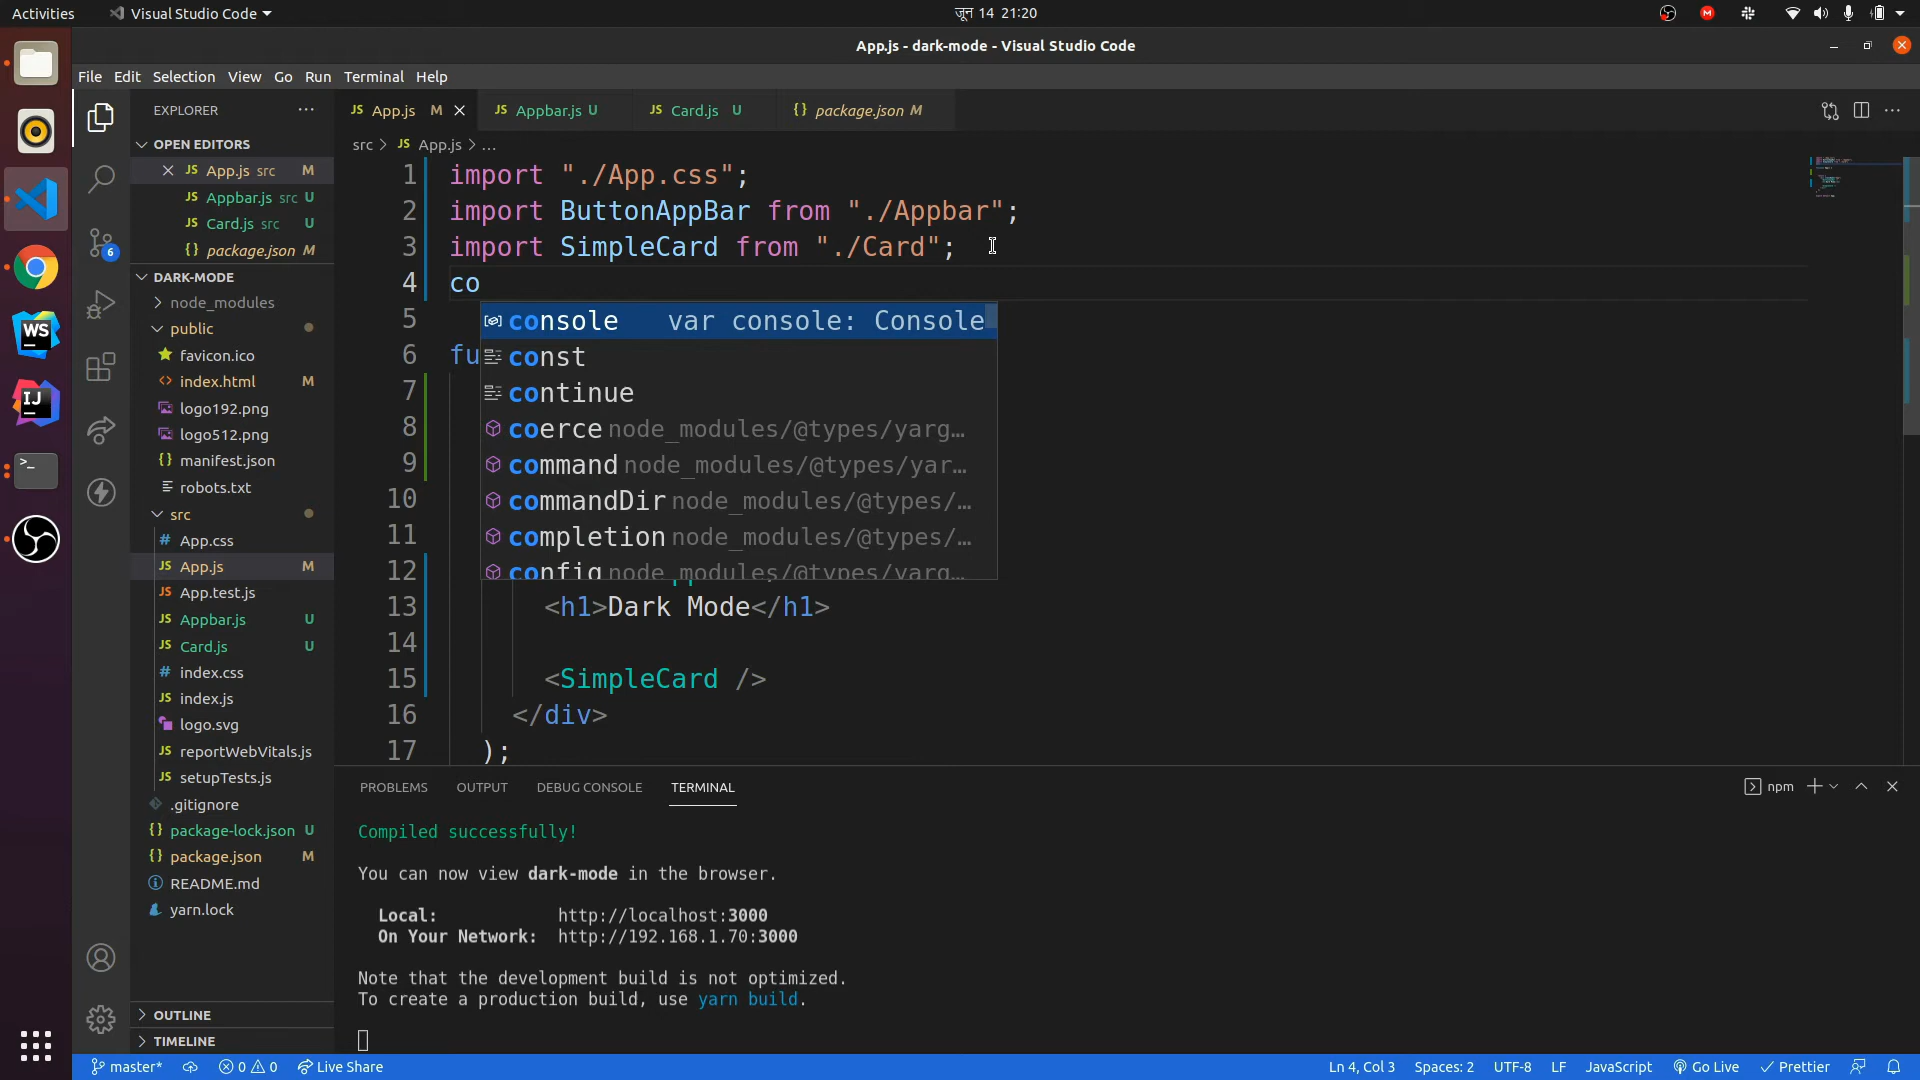 Activities
Visual Studio Code
जून 14 21:20
App.js - dark-mode - Visual Studio Code
File Edit Selection View Go Run Terminal Help
EXPLORER
OPEN EDITORS
App.js src M
Appbar.js src U
Card.js src U
package.json M
DARK-MODE
node_modules
public
favicon.ico
index.html M
logo192.png
logo512.png
manifest.json
robots.txt
src
App.css
App.js M
App.test.js
Appbar.js U
Card.js U
index.css
index.js
logo.svg
reportWebVitals.js
setupTests.js
.gitignore
package-lock.json U
package.json M
README.md
yarn.lock
OUTLINE
TIMELINE
App.js M
Appbar.js U
Card.js U
package.json M
src > App.js > ...
1 import "./App.css";
2 import ButtonAppBar from "./Appbar";
3 import SimpleCard from "./Card";
4 co
5
6 fu
7
8
9
10
11
12
13 <h1>Dark Mode</h1>
14
15 <SimpleCard />
16 </div>
17 );
console var console: Console
const
continue
coerce node_modules/@types/yarg…
command node_modules/@types/yar…
commandDir node_modules/@types/…
completion node_modules/@types/…
config node_modules/@types/yarg…
PROBLEMS OUTPUT DEBUG CONSOLE TERMINAL
npm
Compiled successfully!
You can now view dark-mode in the browser.
Local: http://localhost:3000
On Your Network: http://192.168.1.70:3000
Note that the development build is not optimized.
To create a production build, use yarn build.
6
WS
IJ
master* 0 0 Live Share
Ln 4, Col 3 Spaces: 2 UTF-8 LF JavaScript Go Live Prettier